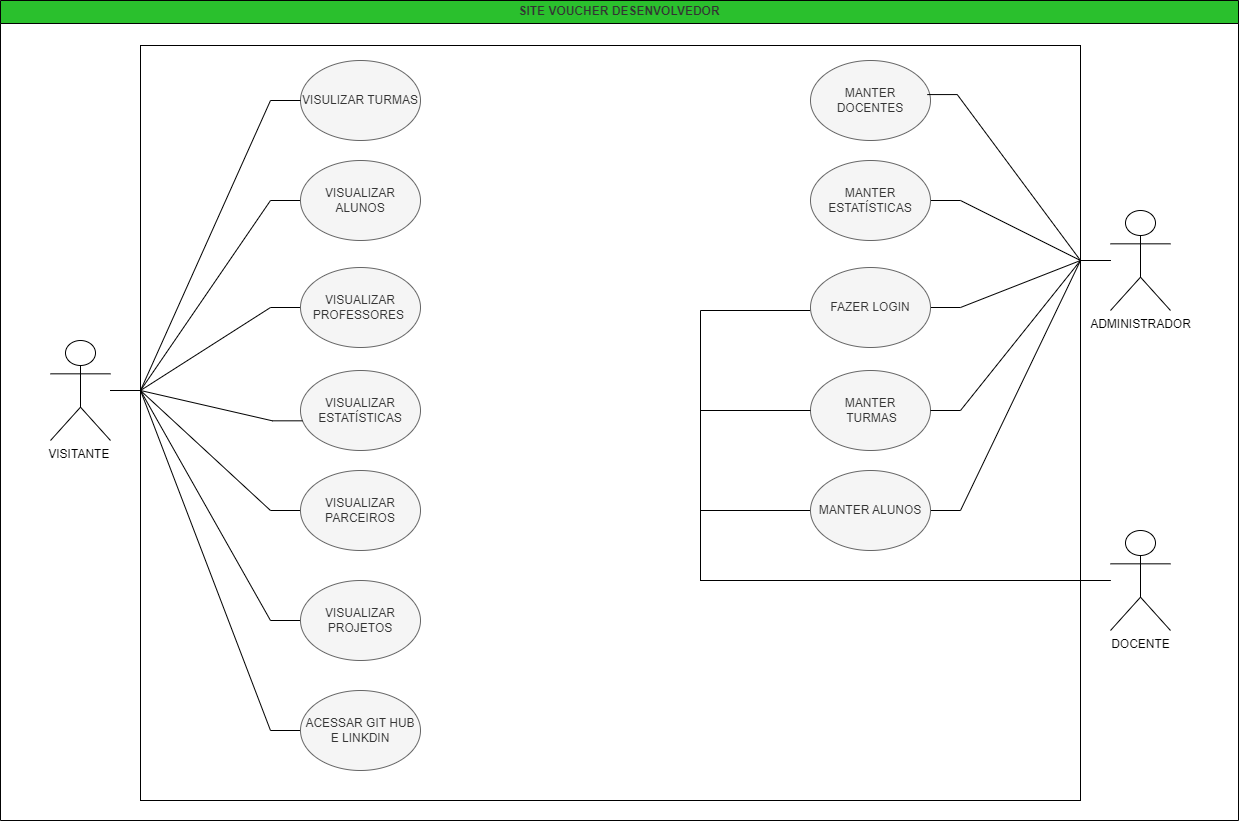 SITE VOUCHER DESENVOLVEDOR
VISULIZAR TURMAS
VISUALIZAR
ALUNOS
VISUALIZAR
PROFESSORES
VISUALIZAR
ESTATÍSTICAS
VISUALIZAR
PARCEIROS
VISUALIZAR
PROJETOS
ACESSAR GIT HUB
E LINKDIN
VISITANTE
MANTER
DOCENTES
MANTER
ESTATÍSTICAS
FAZER LOGIN
MANTER
TURMAS
MANTER ALUNOS
ADMINISTRADOR
DOCENTE